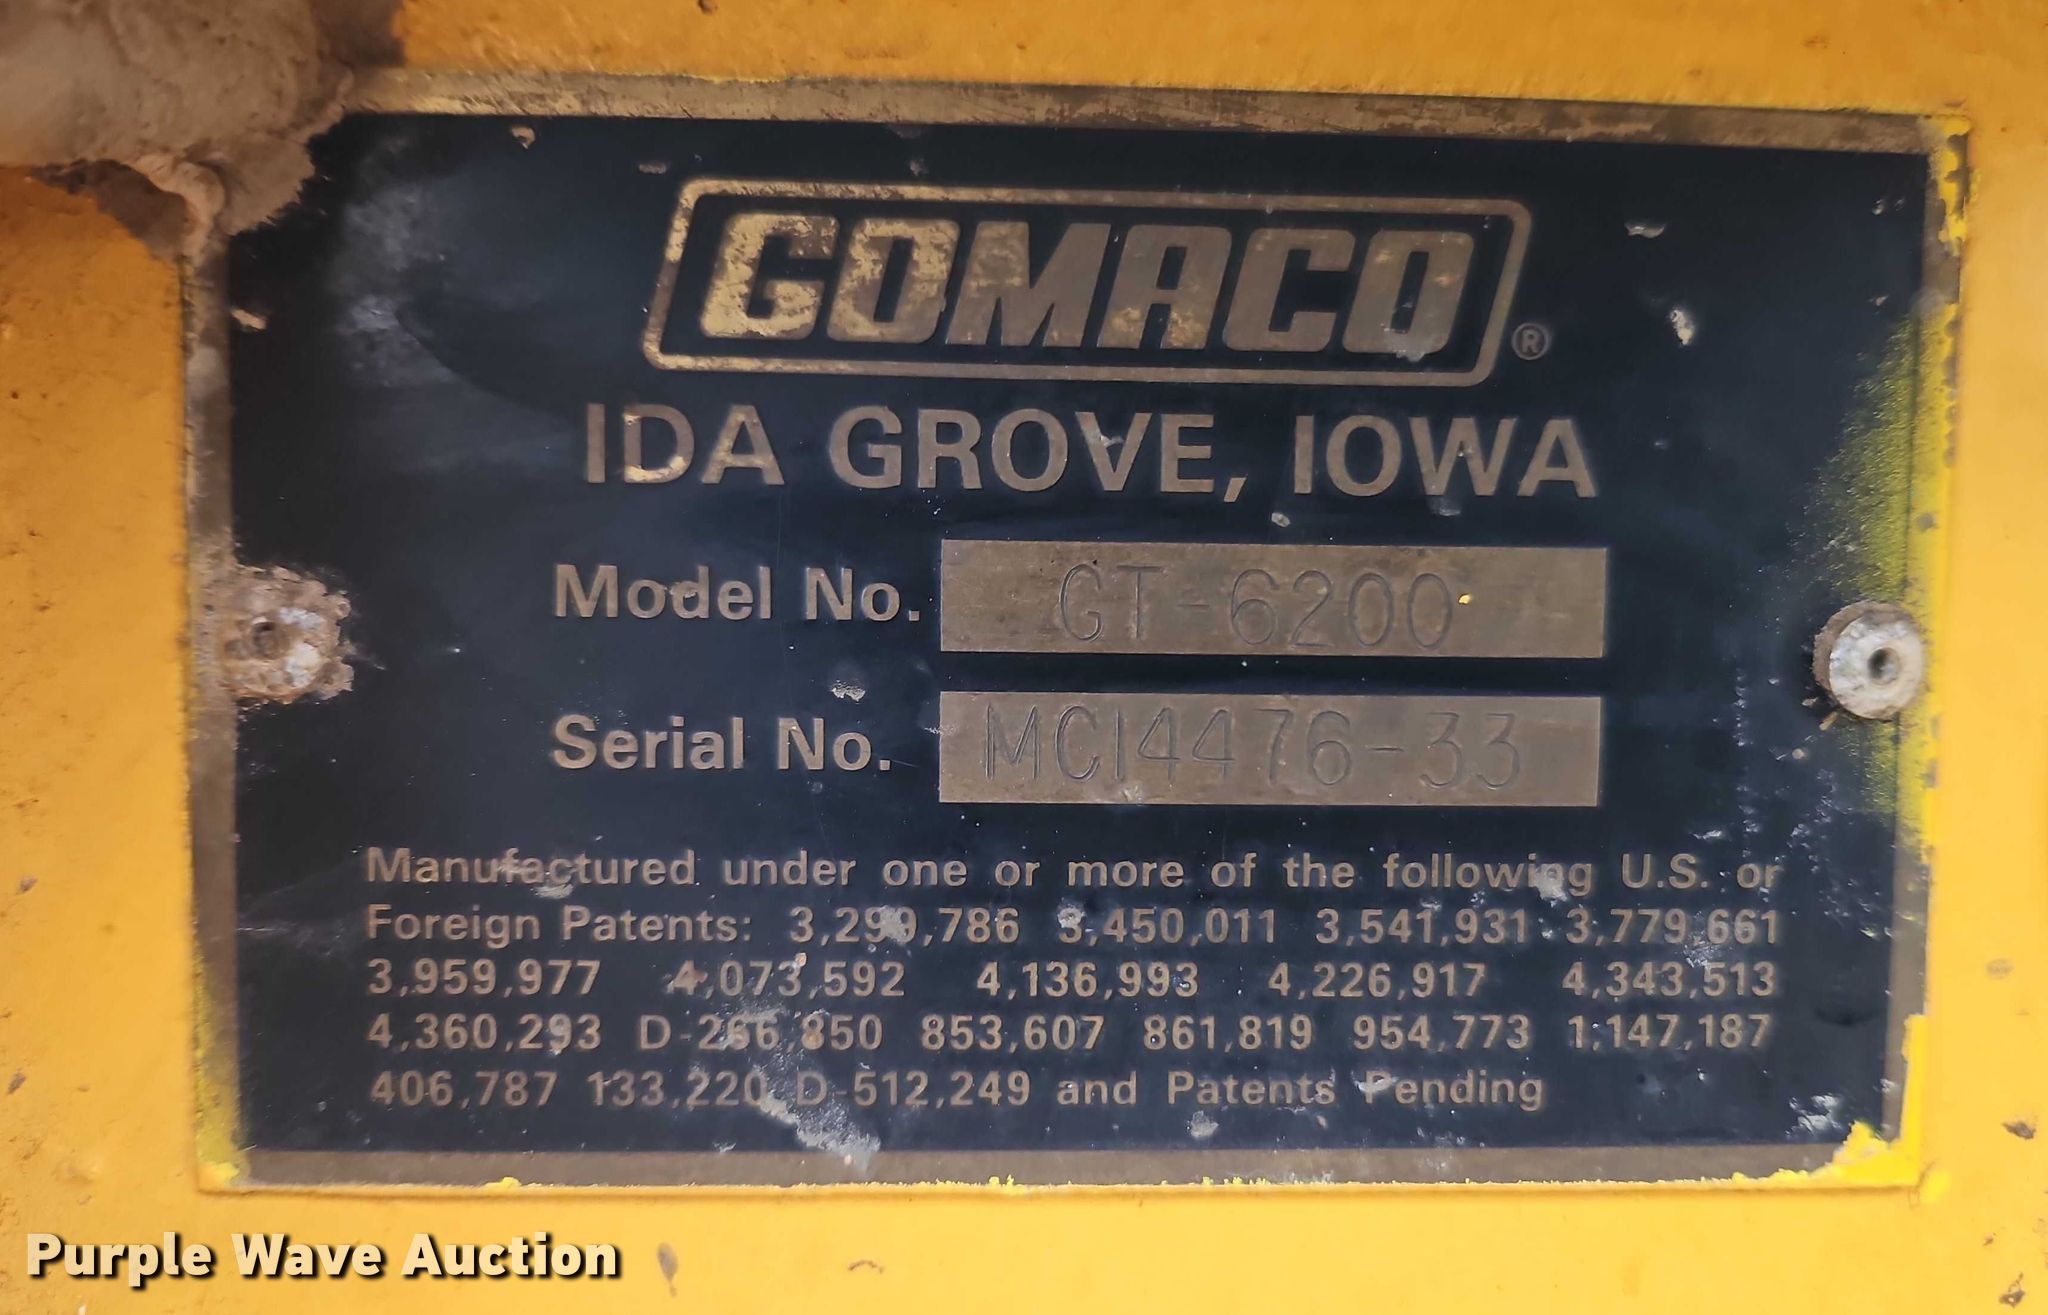 GOMACO®
IDA GROVE, IOWA
Model No. GT-6200
Serial No. MC14476-33
Manufactured under one or more of the following U.S. or
Foreign Patents: 3,299,786 3,450,011 3,541,931 3,779,661
3,959,977 4,073,592 4,136,993 4,226,917 4,343,513
4,360,293 D-266,850 853,607 861,819 954,773 1,147,187
406,787 133,220 D-512,249 and Patents Pending
Purple Wave Auction